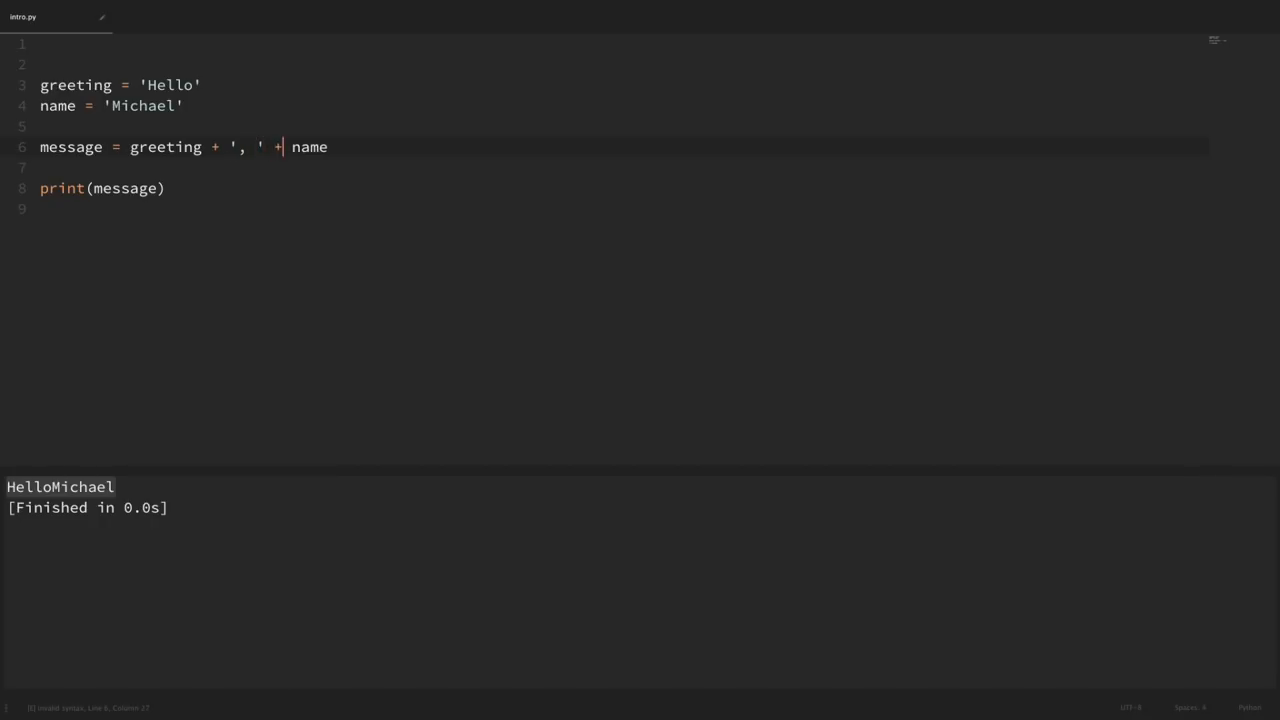 intro.py
1
2
3 greeting = 'Hello'
4 name = 'Michael'
5
6 message = greeting + ', ' + name
7
8 print(message)
9
HelloMichael
[Finished in 0.0s]
[E] invalid syntax, Line 6, Column 27
UTF-8 Spaces: 4 Python